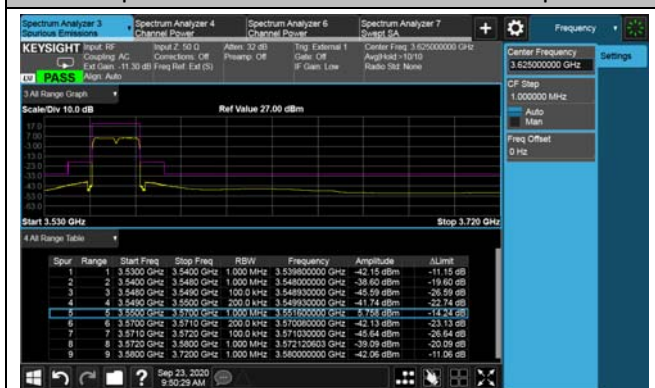 Spectrum Analyzer 3
Spurious Emissions
Spectrum Analyzer 4
Channel Power
Spectrum Analyzer 6
Channel Power
Spectrum Analyzer 7
Swept SA
Frequency
KEYSIGHT
Input: RF
Coupling: AC
Ext Gain: -11.30 dB
Align: Auto
Input Z: 50 Ω
Corrections: Off
Freq Ref: Ext (S)
Atten: 32 dB
Preamp: Off
Trig: External 1
Gate: Off
IF Gain: Low
Center Freq: 3.625000000 GHz
Avg|Hold:>10/10
Radio Std: None
PASS
Center Frequency
3.625000000 GHz
Settings
CF Step
1.000000 MHz
Auto
Man
Freq Offset
0 Hz
3 All Range Graph
Scale/Div 10.0 dB
Ref Value 27.00 dBm
17.0
7.00
-3.00
-13.0
-23.0
-33.0
-43.0
-53.0
-63.0
Start 3.530 GHz
Stop 3.720 GHz
4 All Range Table
Spur Range Start Freq Stop Freq RBW Frequency Amplitude ΔLimit
1 1 3.5300 GHz 3.5400 GHz 1.000 MHz 3.539800000 GHz -42.15 dBm -11.15 dB
2 2 3.5400 GHz 3.5480 GHz 1.000 MHz 3.548000000 GHz -38.60 dBm -19.60 dB
3 3 3.5480 GHz 3.5490 GHz 100.0 kHz 3.548930000 GHz -45.59 dBm -26.59 dB
4 4 3.5490 GHz 3.5500 GHz 200.0 kHz 3.549930000 GHz -41.74 dBm -22.74 dB
5 5 3.5500 GHz 3.5700 GHz 1.000 MHz 3.551600000 GHz 5.758 dBm -14.24 dB
6 6 3.5700 GHz 3.5710 GHz 200.0 kHz 3.570080000 GHz -42.13 dBm -23.13 dB
7 7 3.5710 GHz 3.5720 GHz 100.0 kHz 3.571030000 GHz -45.64 dBm -26.64 dB
8 8 3.5720 GHz 3.5800 GHz 1.000 MHz 3.572120603 GHz -39.09 dBm -20.09 dB
9 9 3.5800 GHz 3.7200 GHz 1.000 MHz 3.580000000 GHz -42.06 dBm -11.06 dB
Sep 23, 2020
9:50:29 AM